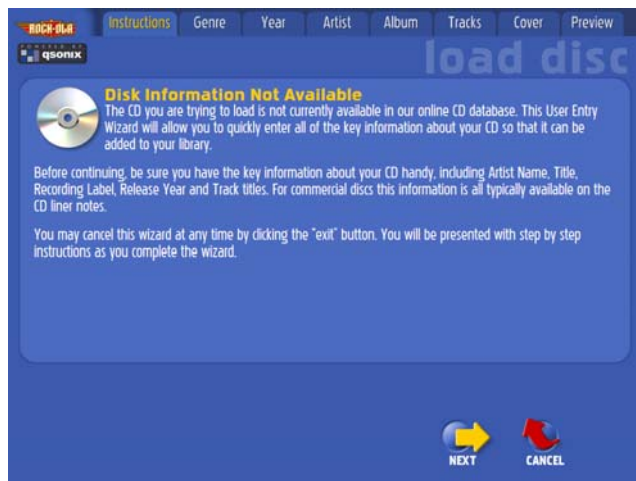 ROCK-OLA Instructions Genre Year Artist Album Tracks Cover Preview
POWERED BY
qsonix
load disc
Disk Information Not Available
The CD you are trying to load is not currently available in our online CD database. This User Entry
Wizard will allow you to quickly enter all of the key information about your CD so that it can be
added to your library.
Before continuing, be sure you have the key information about your CD handy, including Artist Name, Title,
Recording Label, Release Year and Track titles. For commercial discs this information is all typically available on the
CD liner notes.
You may cancel this wizard at any time by clicking the "exit" button. You will be presented with step by step
instructions as you complete the wizard.
NEXT CANCEL